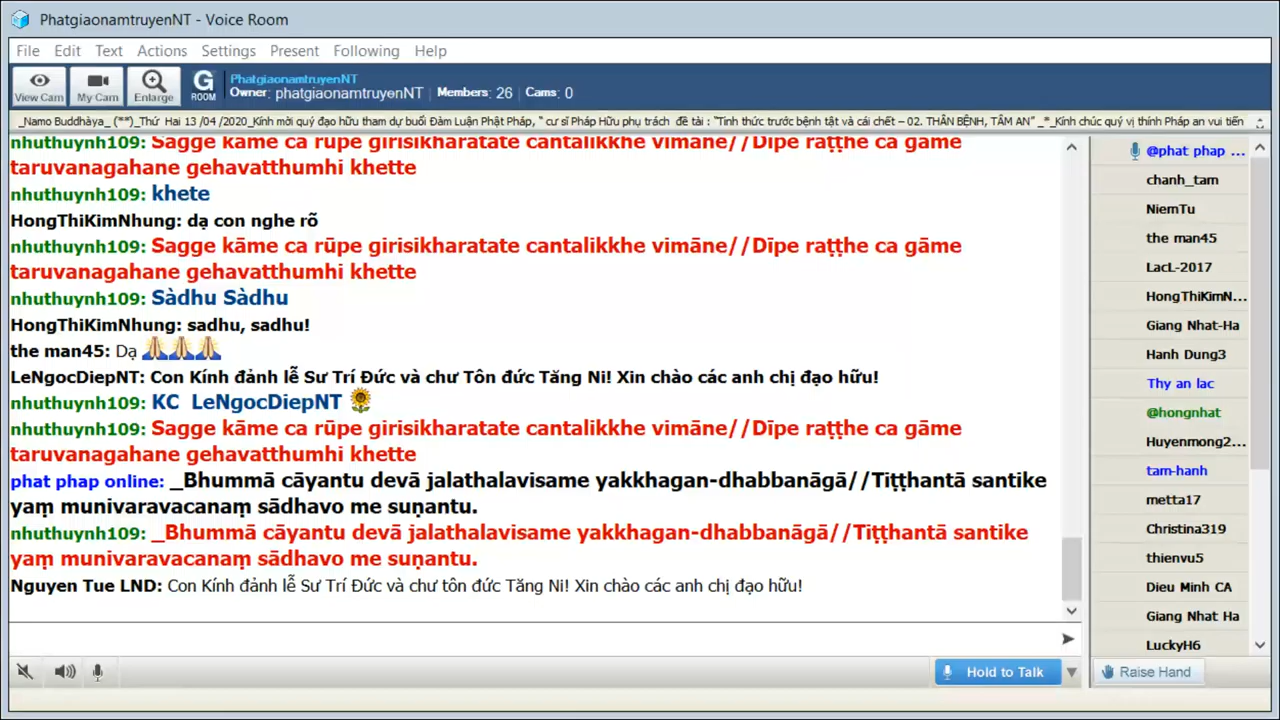 PhatgiaonamtruyenNT - Voice Room
File Edit Text Actions Settings Present Following Help
View Cam My Cam Enlarge G ROOM PhatgiaonamtruyenNT
Owner: phatgiaonamtruyenNT Members: 26 Cams: 0
_Namo Buddhàya_ (**)_Thứ Hai 13 /04 /2020_Kính mời quý đạo hữu tham dự buổi Đàm Luận Phật Pháp, “ cư sĩ Pháp Hữu phụ trách đề tài : “Tỉnh thức trước bệnh tật và cái chết – 02. THÂN BỆNH, TÂM AN” _*_Kính chúc quý vị thính Pháp an vui tiến
nhuthuynh109: Sagge kāme ca rūpe girisikharatate cantalikkhe vimāne//Dīpe raṭṭhe ca gāme
taruvanagahane gehavatthumhi khette
nhuthuynh109: khete
HongThiKimNhung: dạ con nghe rõ
nhuthuynh109: Sagge kāme ca rūpe girisikharatate cantalikkhe vimāne//Dīpe raṭṭhe ca gāme
taruvanagahane gehavatthumhi khette
nhuthuynh109: Sàdhu Sàdhu
HongThiKimNhung: sadhu, sadhu!
the man45: Dạ 🙏🙏🙏
LeNgocDiepNT: Con Kính đảnh lễ Sư Trí Đức và chư Tôn đức Tăng Ni! Xin chào các anh chị đạo hữu!
nhuthuynh109: KC LeNgocDiepNT 🌻
nhuthuynh109: Sagge kāme ca rūpe girisikharatate cantalikkhe vimāne//Dīpe raṭṭhe ca gāme
taruvanagahane gehavatthumhi khette
phat phap online: _Bhummā cāyantu devā jalathalavisame yakkhagan-dhabbanāgā//Tiṭṭhantā santike
yaṃ munivaravacanaṃ sādhavo me suṇantu.
nhuthuynh109: _Bhummā cāyantu devā jalathalavisame yakkhagan-dhabbanāgā//Tiṭṭhantā santike
yaṃ munivaravacanaṃ sādhavo me suṇantu.
Nguyen Tue LND: Con Kính đảnh lễ Sư Trí Đức và chư tôn đức Tăng Ni! Xin chào các anh chị đạo hữu!
@phat phap ...
chanh_tam
NiemTu
the man45
LacL-2017
HongThiKimN...
Giang Nhat-Ha
Hanh Dung3
Thy an lac
@hongnhat
Huyenmong2...
tam-hanh
metta17
Christina319
thienvu5
Dieu Minh CA
Giang Nhat Ha
LuckyH6
Hold to Talk
Raise Hand